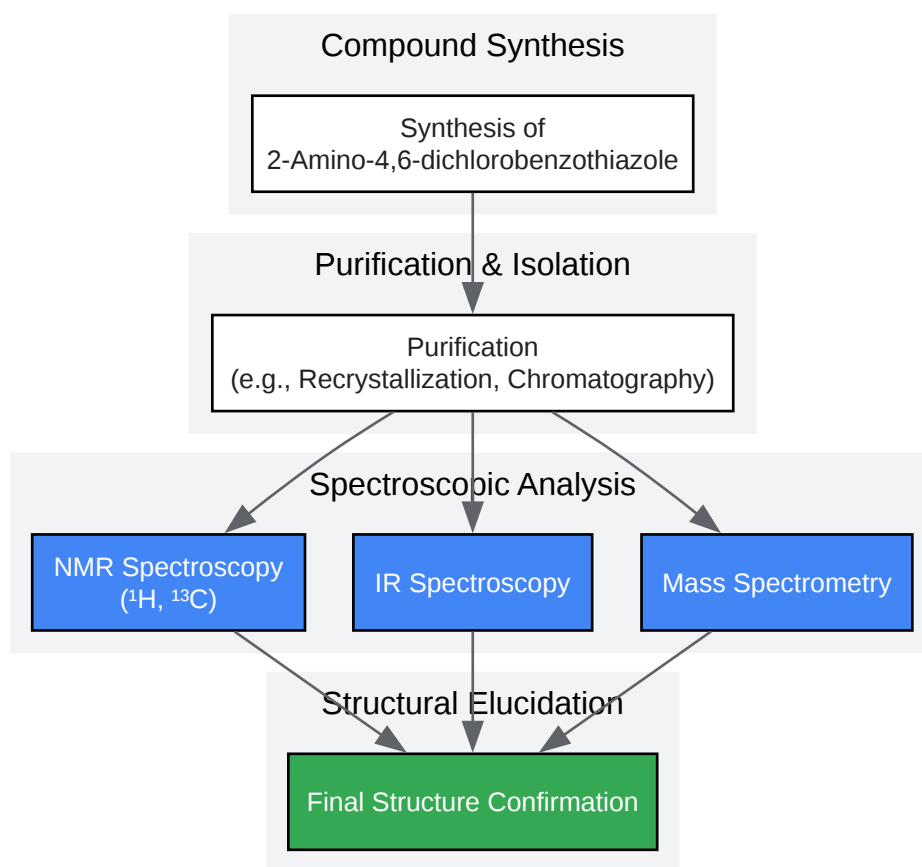 Compound Synthesis
Synthesis of
2-Amino-4,6-dichlorobenzothiazole
Purification & Isolation
Purification
(e.g., Recrystallization, Chromatography)
Spectroscopic Analysis
NMR Spectroscopy
(¹H, ¹³C)
IR Spectroscopy
Mass Spectrometry
Structural Elucidation
Final Structure Confirmation